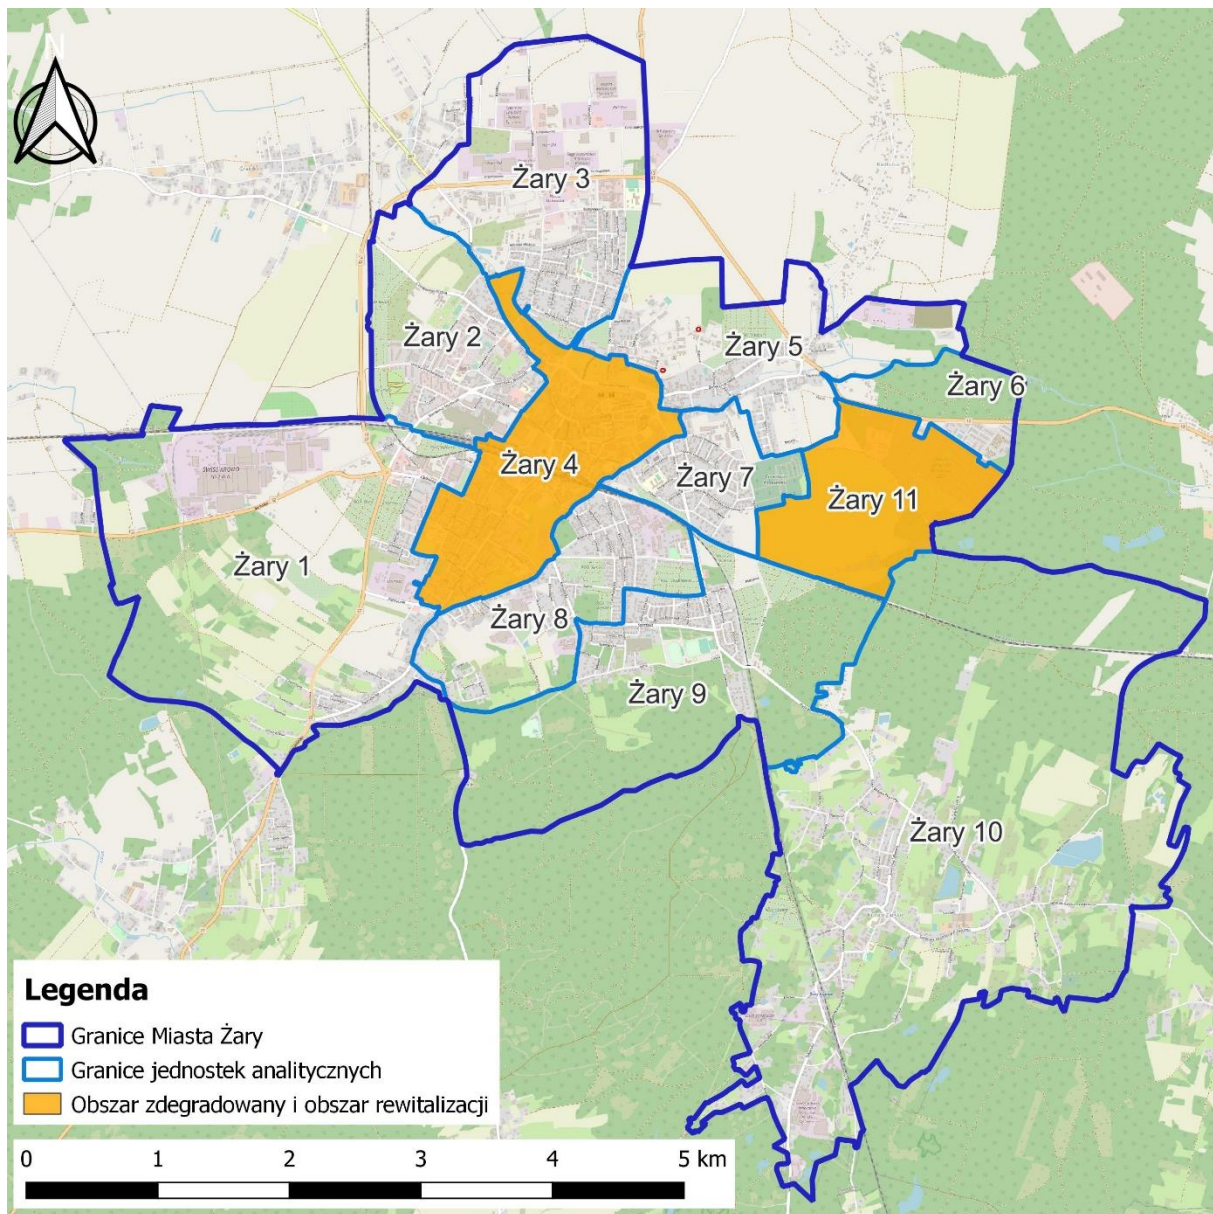 N
Żary 3
Żary 2
Żary 5
Żary 6
Żary 4
Żary 7
Żary 11
Żary 1
Żary 8
Żary 9
Żary 10
Legenda
Granice Miasta Żary
Granice jednostek analitycznych
Obszar zdegradowany i obszar rewitalizacji
0 1 2 3 4 5 km